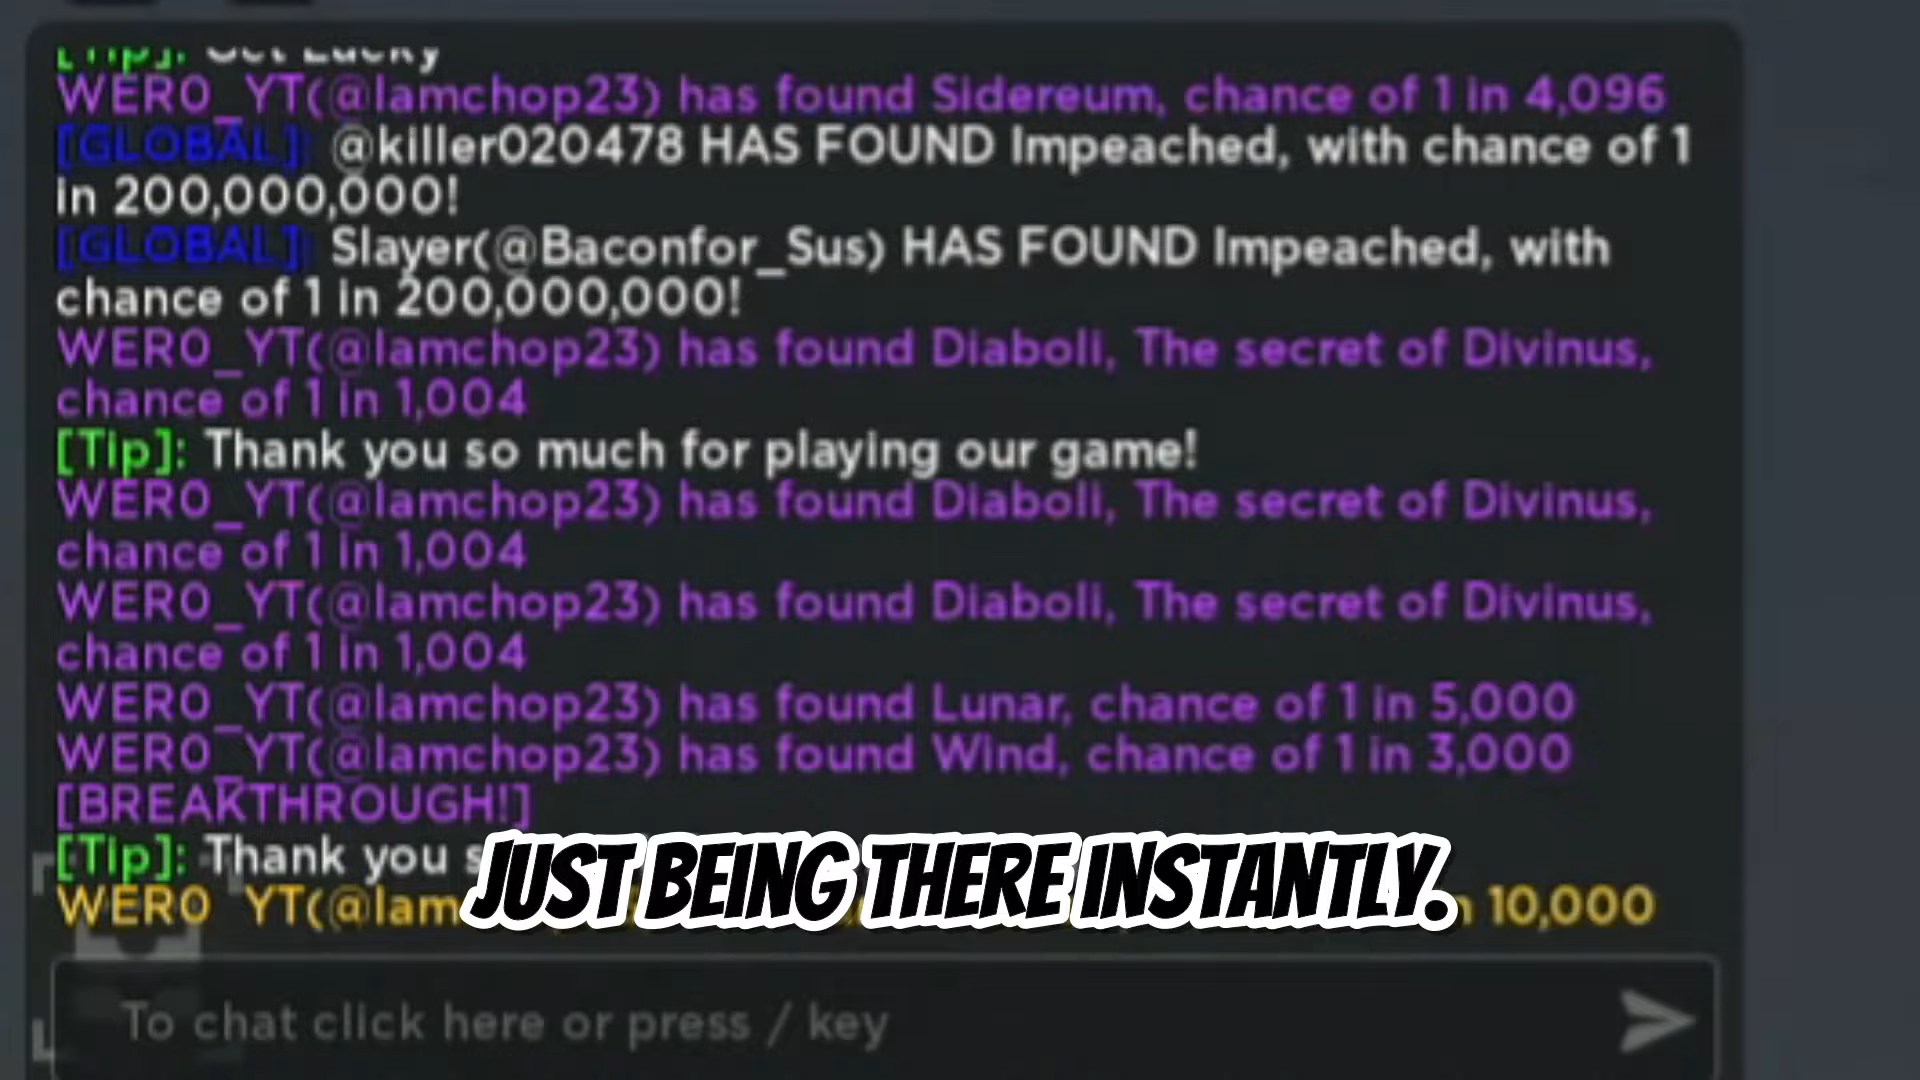 [Tip]: Get Lucky
WERO_YT(@lamchop23) has found Sidereum, chance of 1 in 4,096
[GLOBAL]: @killer020478 HAS FOUND Impeached, with chance of 1
in 200,000,000!
[GLOBAL]: Slayer(@Baconfor_Sus) HAS FOUND Impeached, with
chance of 1 in 200,000,000!
WERO_YT(@lamchop23) has found Diaboli, The secret of Divinus,
chance of 1 in 1,004
[Tip]: Thank you so much for playing our game!
WERO_YT(@lamchop23) has found Diaboli, The secret of Divinus,
chance of 1 in 1,004
WERO_YT(@lamchop23) has found Diaboli, The secret of Divinus,
chance of 1 in 1,004
WERO_YT(@lamchop23) has found Lunar, chance of 1 in 5,000
WERO_YT(@lamchop23) has found Wind, chance of 1 in 3,000
[BREAKTHROUGH!]
[Tip]: Thank you
JUST BEING THERE INSTANTLY.
WERO_YT(@lam 10,000
To chat click here or press / key